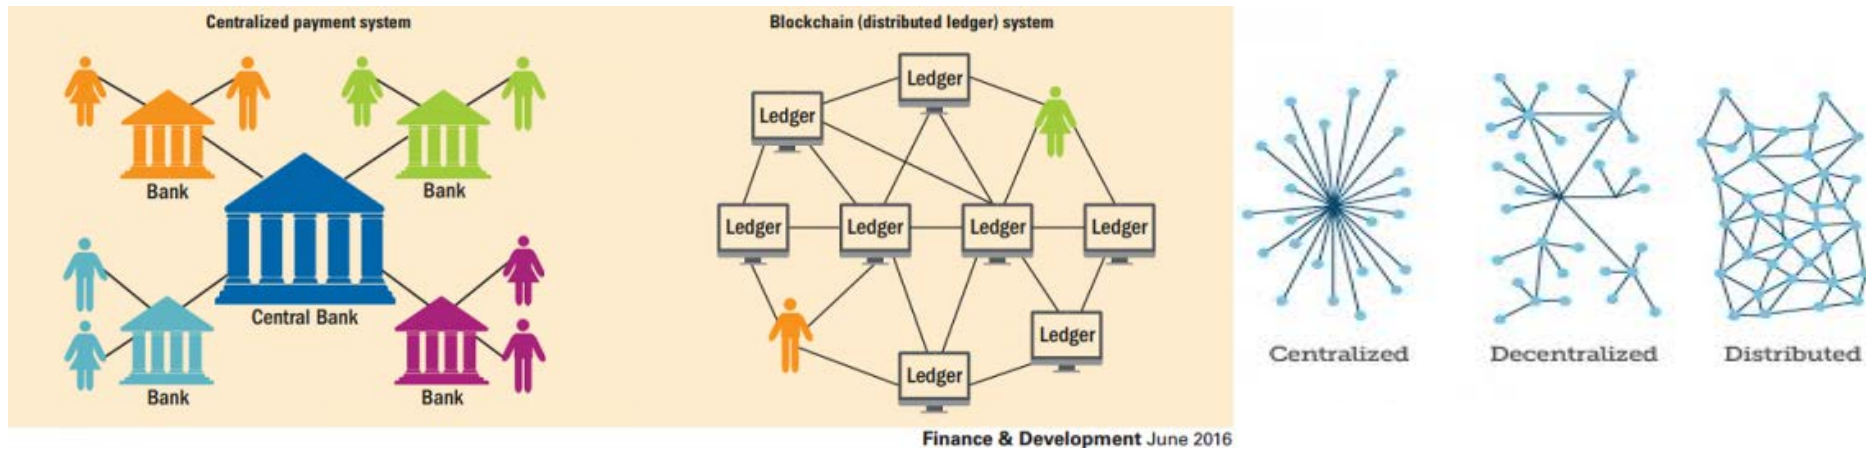 Centralized payment system
Bank
Bank
Central Bank
Bank
Bank
Blockchain (distributed ledger) system
Ledger
Ledger
Ledger
Ledger
Ledger
Ledger
Ledger
Ledger
Finance & Development June 2016
Centralized
Decentralized
Distributed